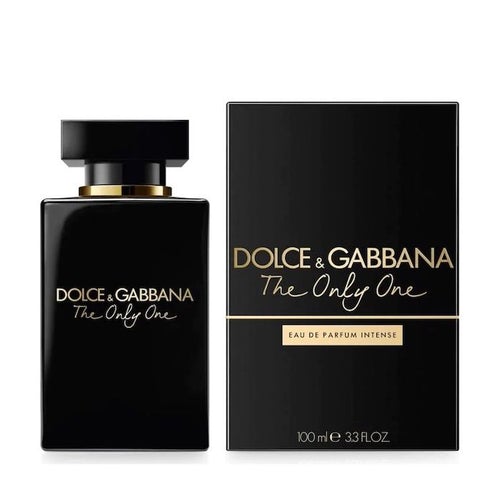 DOLCE & GABBANA
The Only One
DOLCE & GABBANA
The Only One
EAU DE PARFUM INTENSE
100 ml ℮ 3.3 FL.OZ.